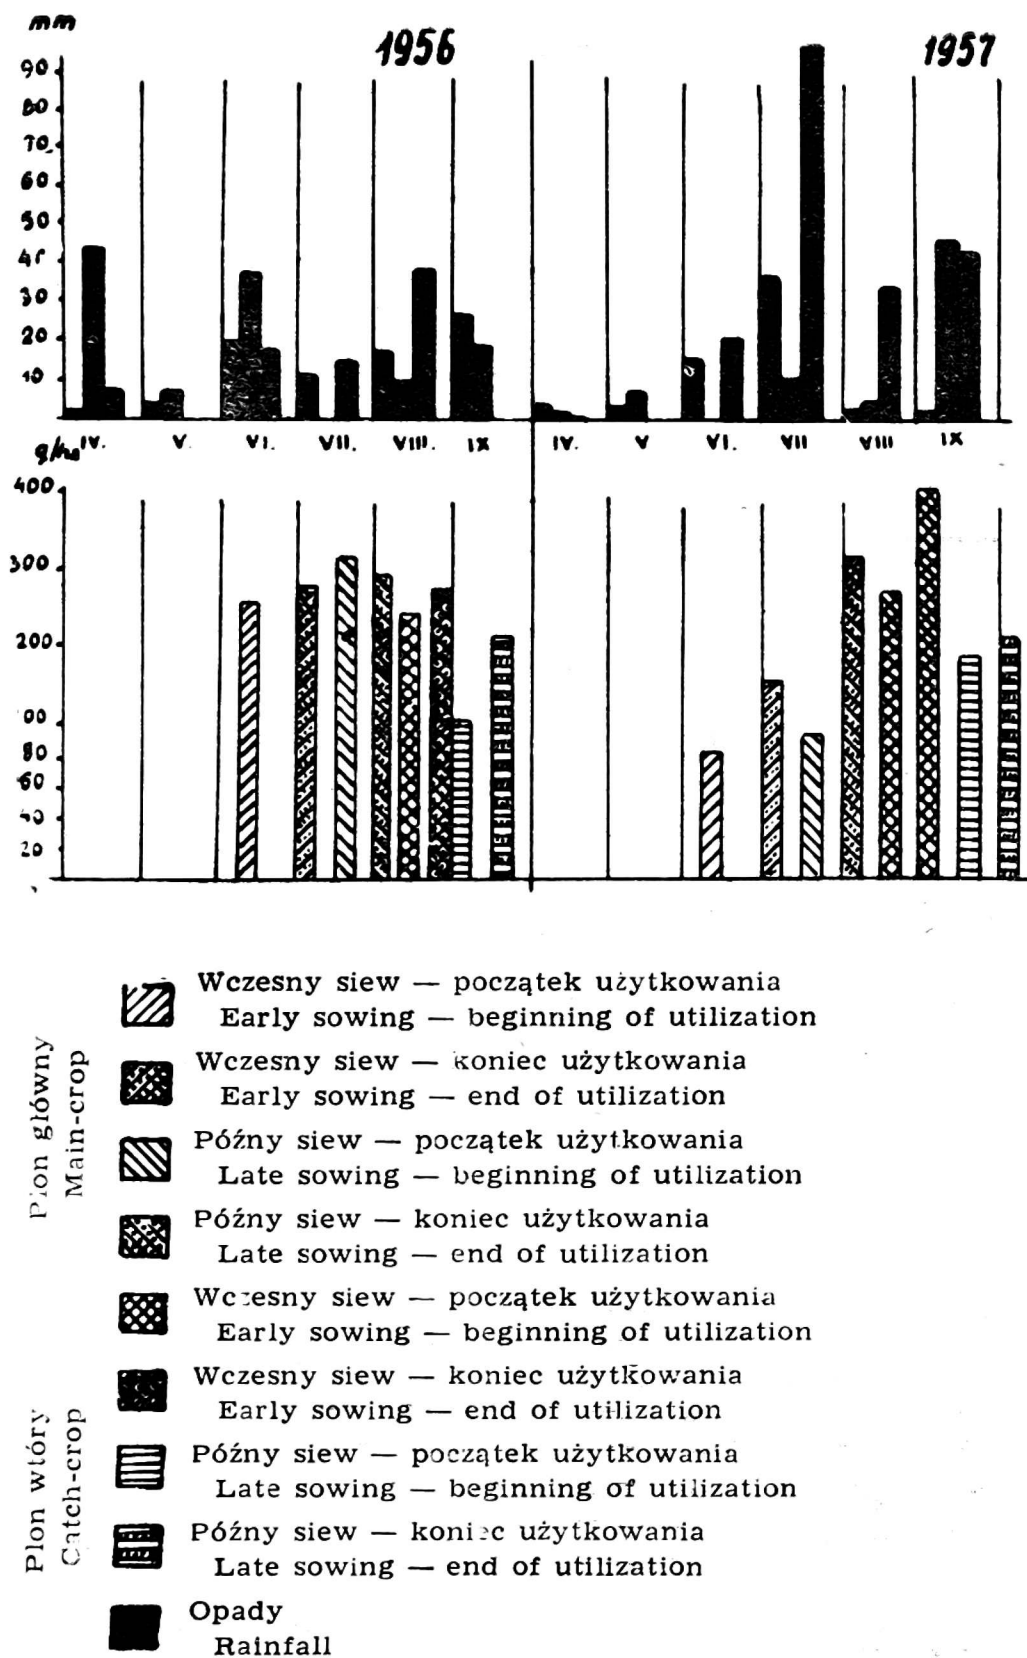 mm
1956
1957
90
80
70
60
50
40
30
20
10
IV.
V.
VI.
VII.
VIII.
IX
IV.
V
VI.
VII
VIII
IX
q/ha
400
300
200
00
80
60
40
20
Plon główny
Main-crop
Wczesny siew — początek użytkowania
Early sowing — beginning of utilization
Wczesny siew — koniec użytkowania
Early sowing — end of utilization
Późny siew — początek użytkowania
Late sowing — beginning of utilization
Późny siew — koniec użytkowania
Late sowing — end of utilization
Plon wtóry
Catch-crop
Wczesny siew — początek użytkowania
Early sowing — beginning of utilization
Wczesny siew — koniec użytkowania
Early sowing — end of utilization
Późny siew — początek użytkowania
Late sowing — beginning of utilization
Późny siew — koniec użytkowania
Late sowing — end of utilization
Opady
Rainfall